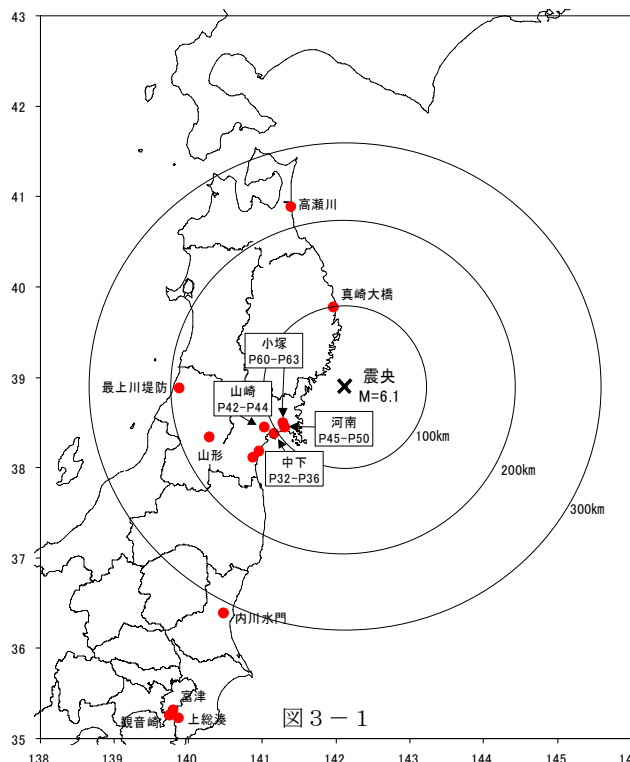 43
42
41
40
39
38
37
36
35
138
139
140
141
142
143
144
145
高瀬川
真崎大橋
小塚
P60-P63
震央
M=6.1
最上川堤防
山崎
P42-P44
河南
P45-P50
山形
中下
P32-P36
100km
200km
300km
内川水門
富津
観音崎
上総湊
図3-1